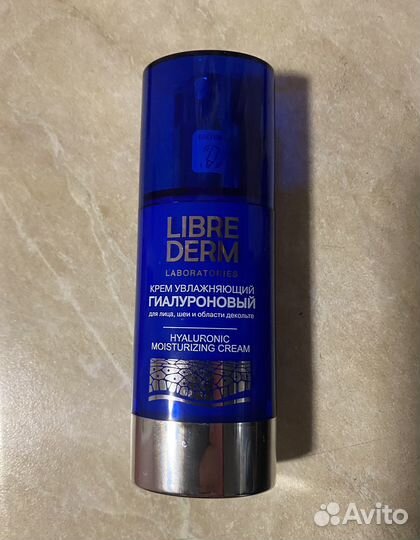 LIBRE
DERM
LABORATORIES
КРЕМ УВЛАЖНЯЮЩИЙ
ГИАЛУРОНОВЫЙ
для лица, шеи и области декольте
HYALURONIC
MOISTURIZING CREAM
Avito